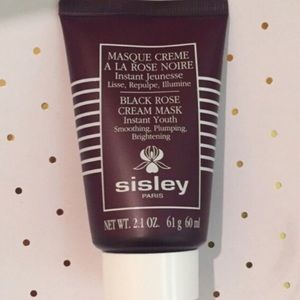 MASQUE CREME
A LA ROSE NOIRE
Instant Jeunesse
Lisse, Repulpe, Illumine
BLACK ROSE
CREAM MASK
Instant Youth
Smoothing, Plumping,
Brightening
sisley
PARIS
NET WT. 2.1 OZ. 61 g 60 ml